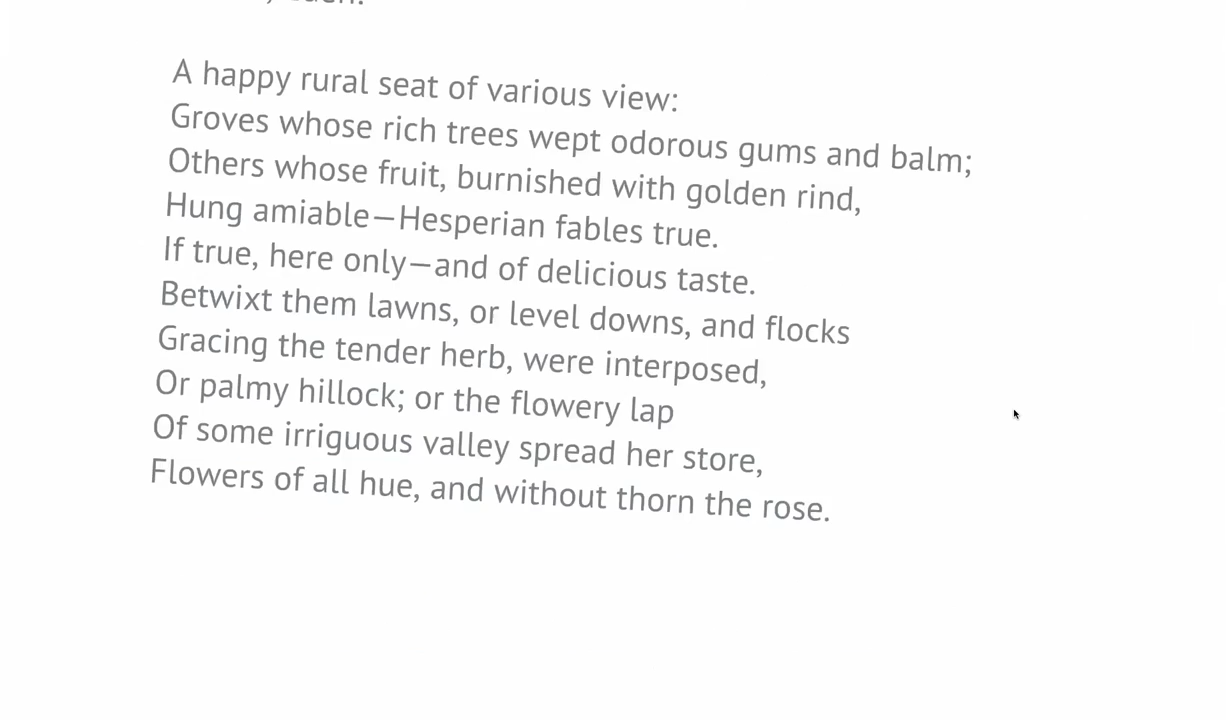 A happy rural seat of various view:
Groves whose rich trees wept odorous gums and balm;
Others whose fruit, burnished with golden rind,
Hung amiable—Hesperian fables true.
If true, here only—and of delicious taste.
Betwixt them lawns, or level downs, and flocks
Gracing the tender herb, were interposed,
Or palmy hillock; or the flowery lap
Of some irriguous valley spread her store,
Flowers of all hue, and without thorn the rose.